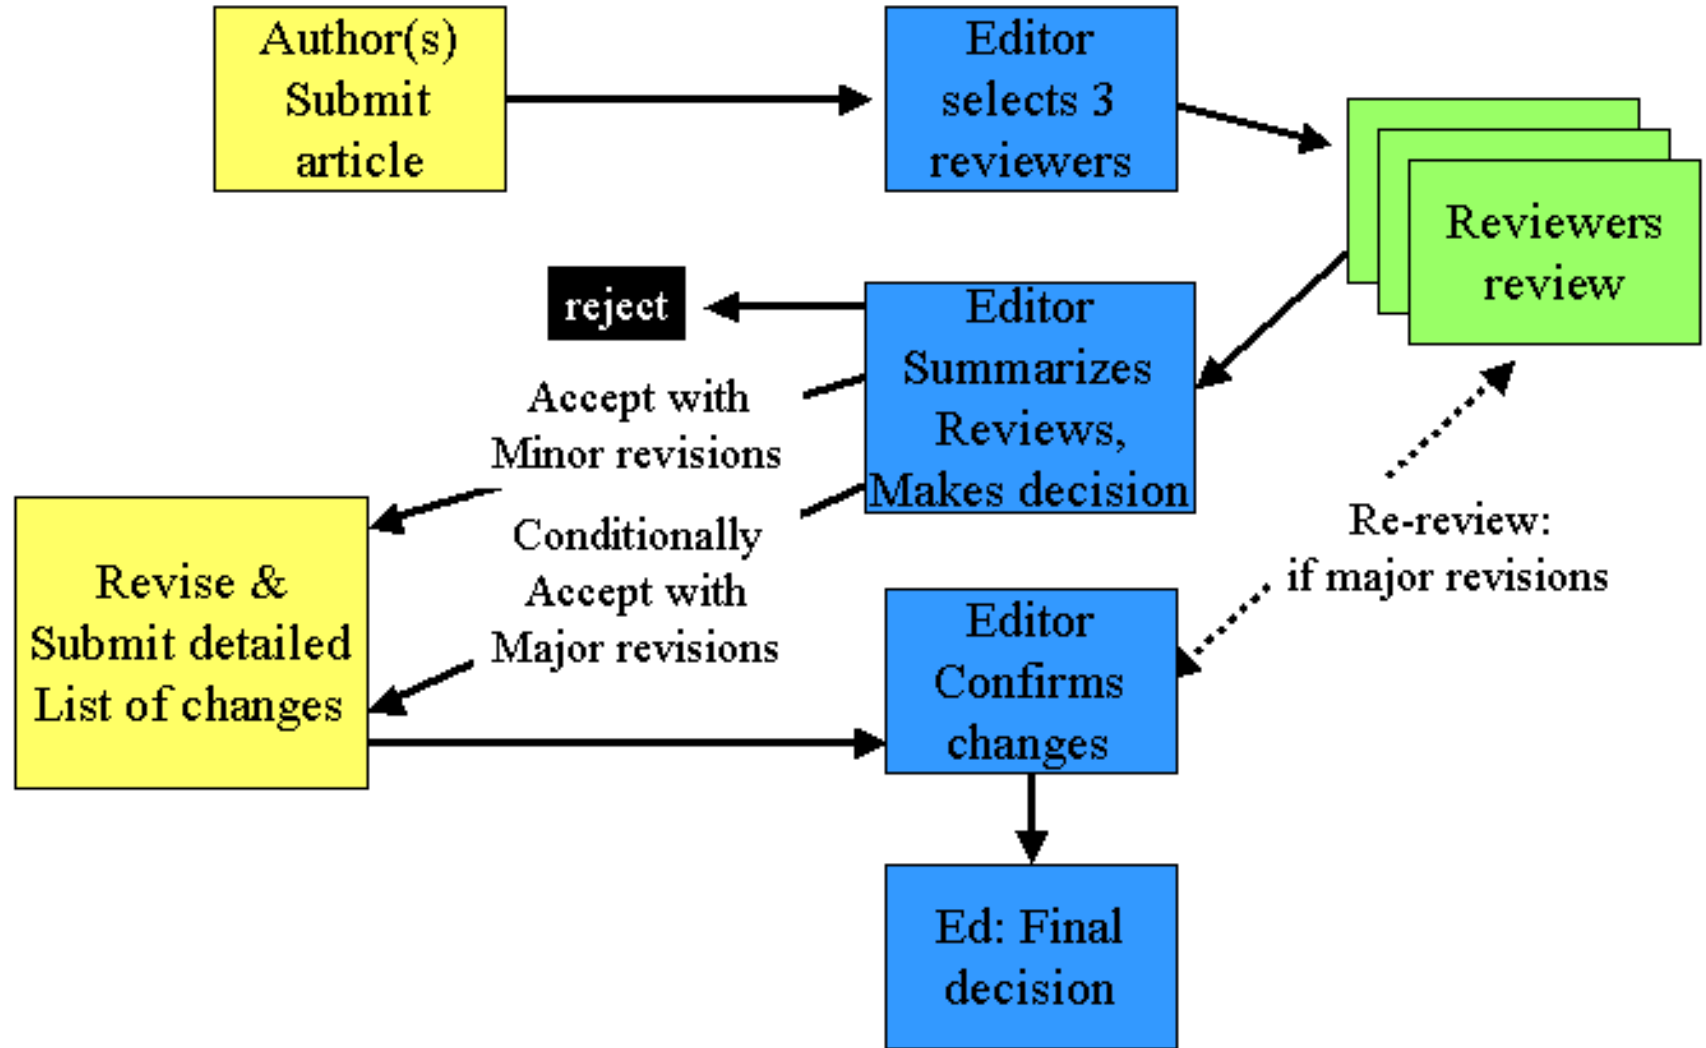 Author(s)
Submit
article
Editor
selects 3
reviewers
Reviewers
review
reject
Editor
Summarizes
Reviews,
Makes decision
Accept with
Minor revisions
Conditionally
Accept with
Major revisions
Re-review:
if major revisions
Revise &
Submit detailed
List of changes
Editor
Confirms
changes
Ed: Final
decision